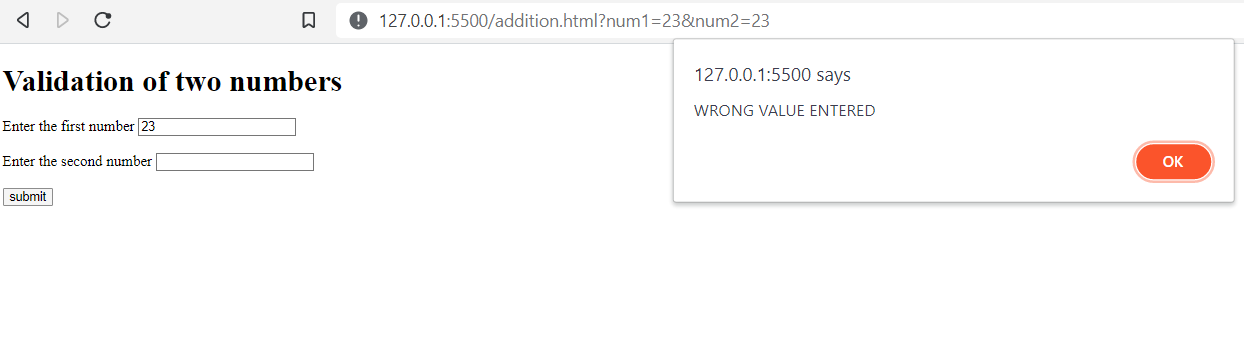 127.0.0.1:5500/addition.html?num1=23&num2=23
127.0.0.1:5500 says
WRONG VALUE ENTERED
OK
Validation of two numbers
Enter the first number 23
Enter the second number
submit